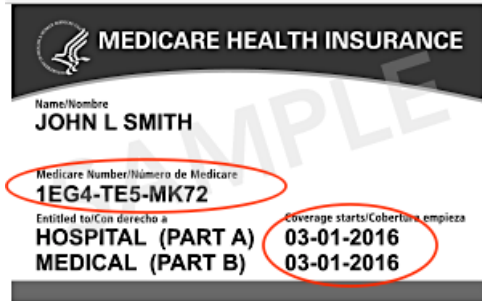 MEDICARE HEALTH INSURANCE
SAMPLE
Name/Nombre
JOHN L SMITH
Medicare Number/Número de Medicare
1EG4-TE5-MK72
Entitled to/Con derecho a Coverage starts/Cobertura empieza
HOSPITAL (PART A) 03-01-2016
MEDICAL (PART B) 03-01-2016